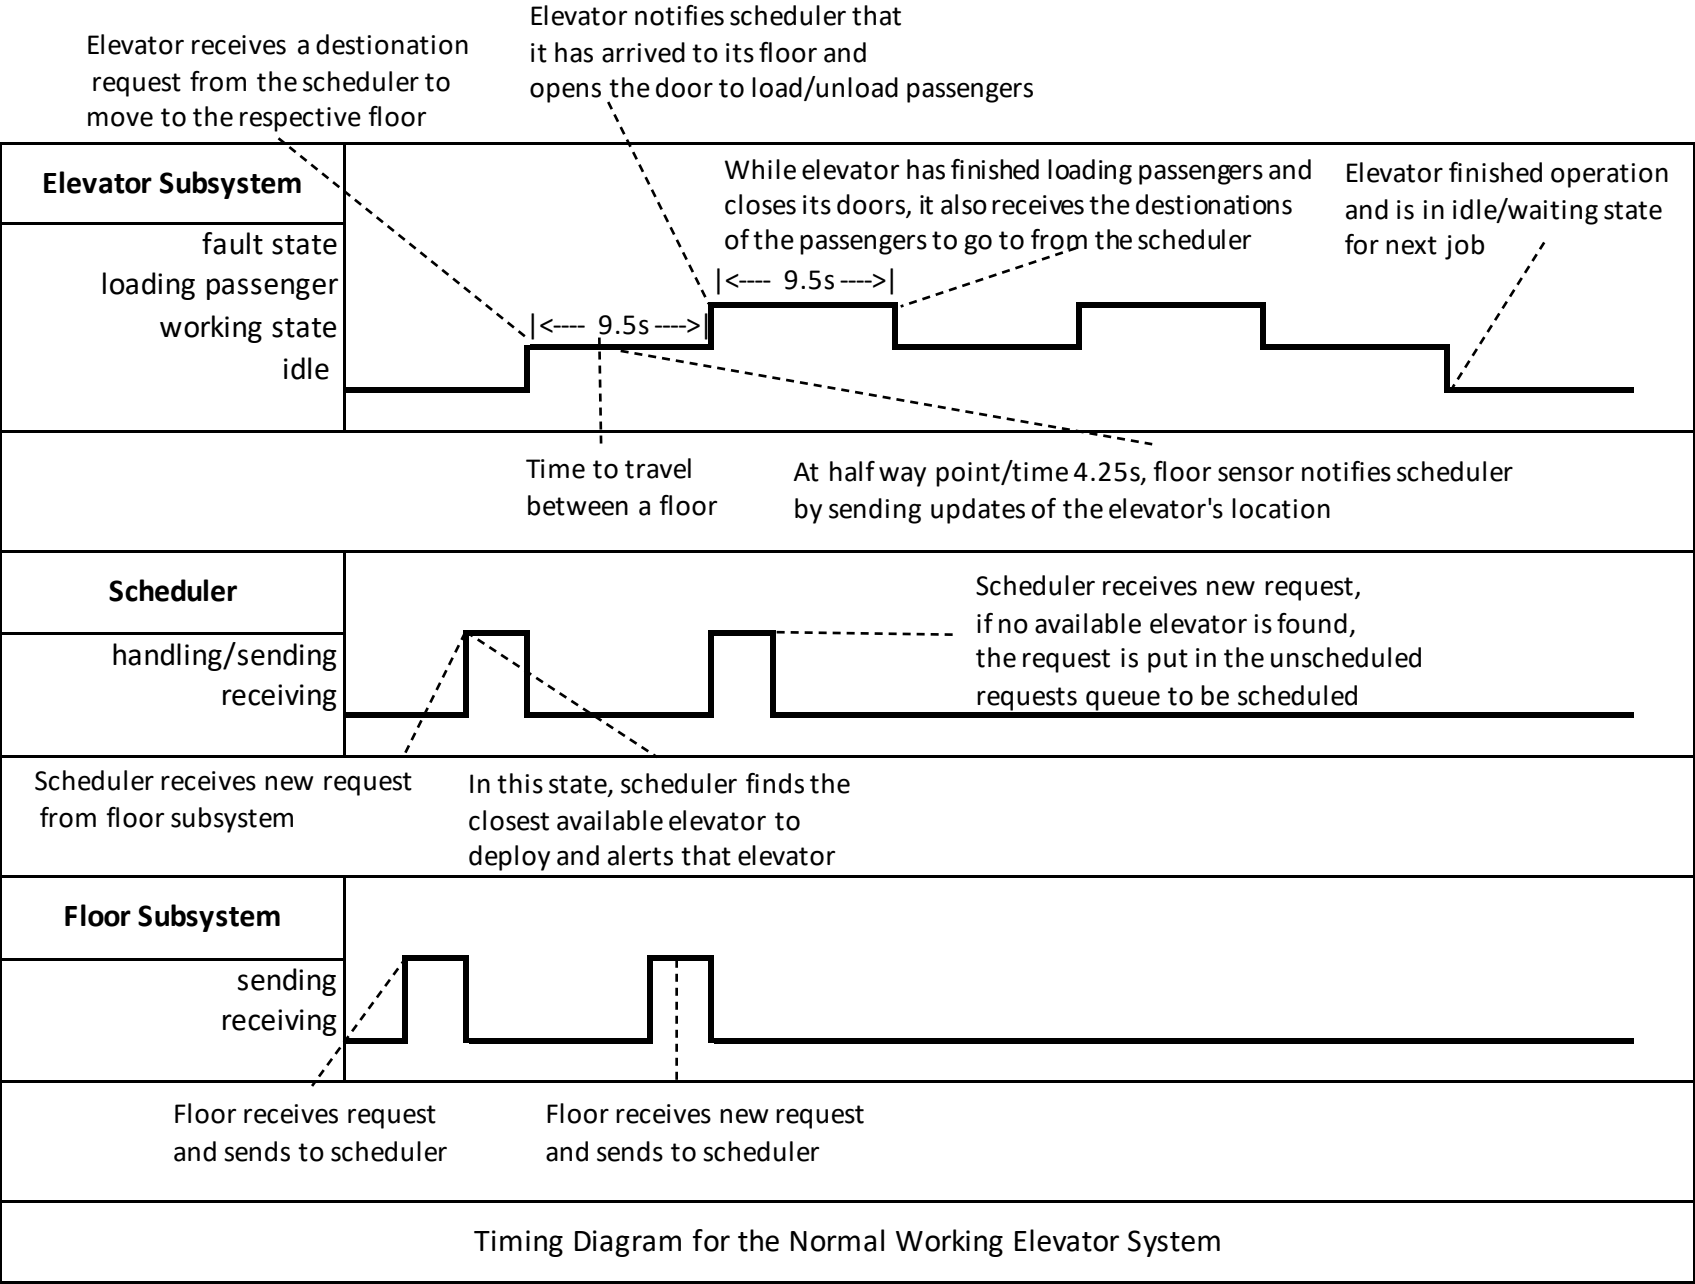 Elevator notifies scheduler that
it has arrived to its floor and
opens the door to load/unload passengers
Elevator receives a destionation
request from the scheduler to
move to the respective floor
Elevator Subsystem
fault state
loading passenger
working state
idle
While elevator has finished loading passengers and
closes its doors, it also receives the destionations
of the passengers to go to from the scheduler
Elevator finished operation
and is in idle/waiting state
for next job
|<---- 9.5s ---->|
|<---- 9.5s ---->|
Time to travel
between a floor
At half way point/time 4.25s, floor sensor notifies scheduler
by sending updates of the elevator's location
Scheduler
handling/sending
receiving
Scheduler receives new request,
if no available elevator is found,
the request is put in the unscheduled
requests queue to be scheduled
Scheduler receives new request
from floor subsystem
In this state, scheduler finds the
closest available elevator to
deploy and alerts that elevator
Floor Subsystem
sending
receiving
Floor receives request
and sends to scheduler
Floor receives new request
and sends to scheduler
Timing Diagram for the Normal Working Elevator System